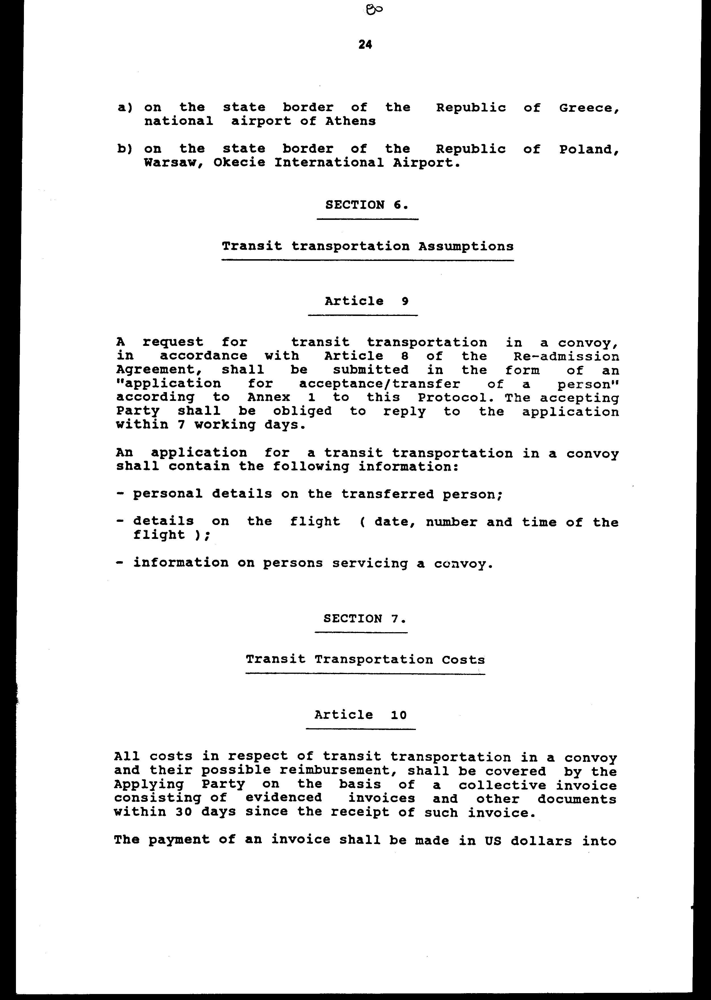 80
24
a) on the state border of the Republic of Greece,
national airport of Athens
b) on the state border of the Republic of Poland,
Warsaw, Okecie International Airport.
SECTION 6.
Transit transportation Assumptions
Article 9
A request for transit transportation in a convoy,
in accordance with Article 8 of the Re-admission
Agreement, shall be submitted in the form of an
"application for acceptance/transfer of a person"
according to Annex 1 to this Protocol. The accepting
Party shall be obliged to reply to the application
within 7 working days.
An application for a transit transportation in a convoy
shall contain the following information:
- personal details on the transferred person;
- details on the flight ( date, number and time of the
flight );
- information on persons servicing a convoy.
SECTION 7.
Transit Transportation Costs
Article 10
All costs in respect of transit transportation in a convoy
and their possible reimbursement, shall be covered by the
Applying Party on the basis of a collective invoice
consisting of evidenced invoices and other documents
within 30 days since the receipt of such invoice.
The payment of an invoice shall be made in US dollars into